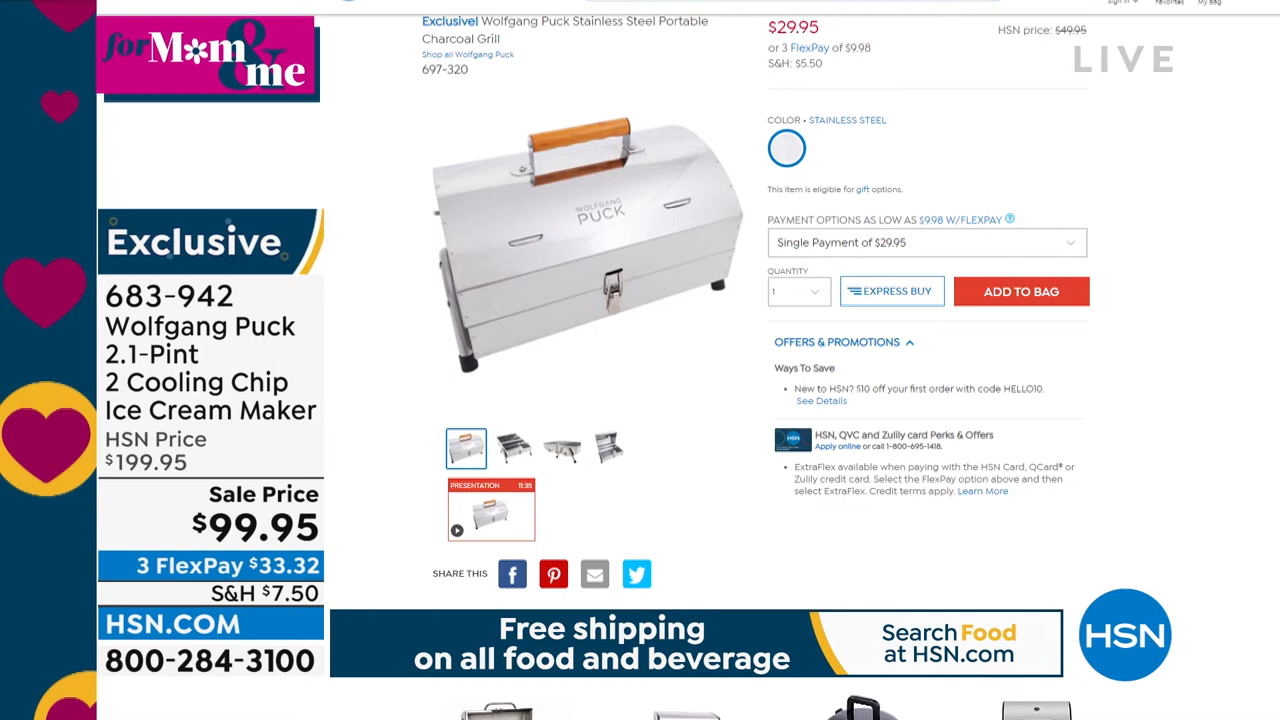 Sign in
Favorites
My Bag
for Mom
& me
Exclusive
683-942
Wolfgang Puck
2.1-Pint
2 Cooling Chip
Ice Cream Maker
HSN Price
$199.95
Sale Price
$99.95
3 FlexPay $33.32
S&H $7.50
HSN.COM
800-284-3100
Exclusive! Wolfgang Puck Stainless Steel Portable
Charcoal Grill
Shop all Wolfgang Puck
697-320
WOLFGANG
PUCK
PRESENTATION 11:35
SHARE THIS
$29.95
HSN price: $49.95
or 3 FlexPay of $9.98
S&H: $5.50
LIVE
COLOR • STAINLESS STEEL
This item is eligible for gift options.
PAYMENT OPTIONS AS LOW AS $9.98 W/FLEXPAY ?
Single Payment of $29.95
QUANTITY
1
EXPRESS BUY
ADD TO BAG
OFFERS & PROMOTIONS
Ways To Save
• New to HSN? $10 off your first order with code HELLO10.
See Details
HSN
HSN, QVC and Zulily card Perks & Offers
Apply online or call 1-800-695-1418.
• ExtraFlex available when paying with the HSN Card, QCard® or
Zulily credit card. Select the FlexPay option above and then
select ExtraFlex. Credit terms apply. Learn More
Free shipping
on all food and beverage
Search Food
at HSN.com
HSN